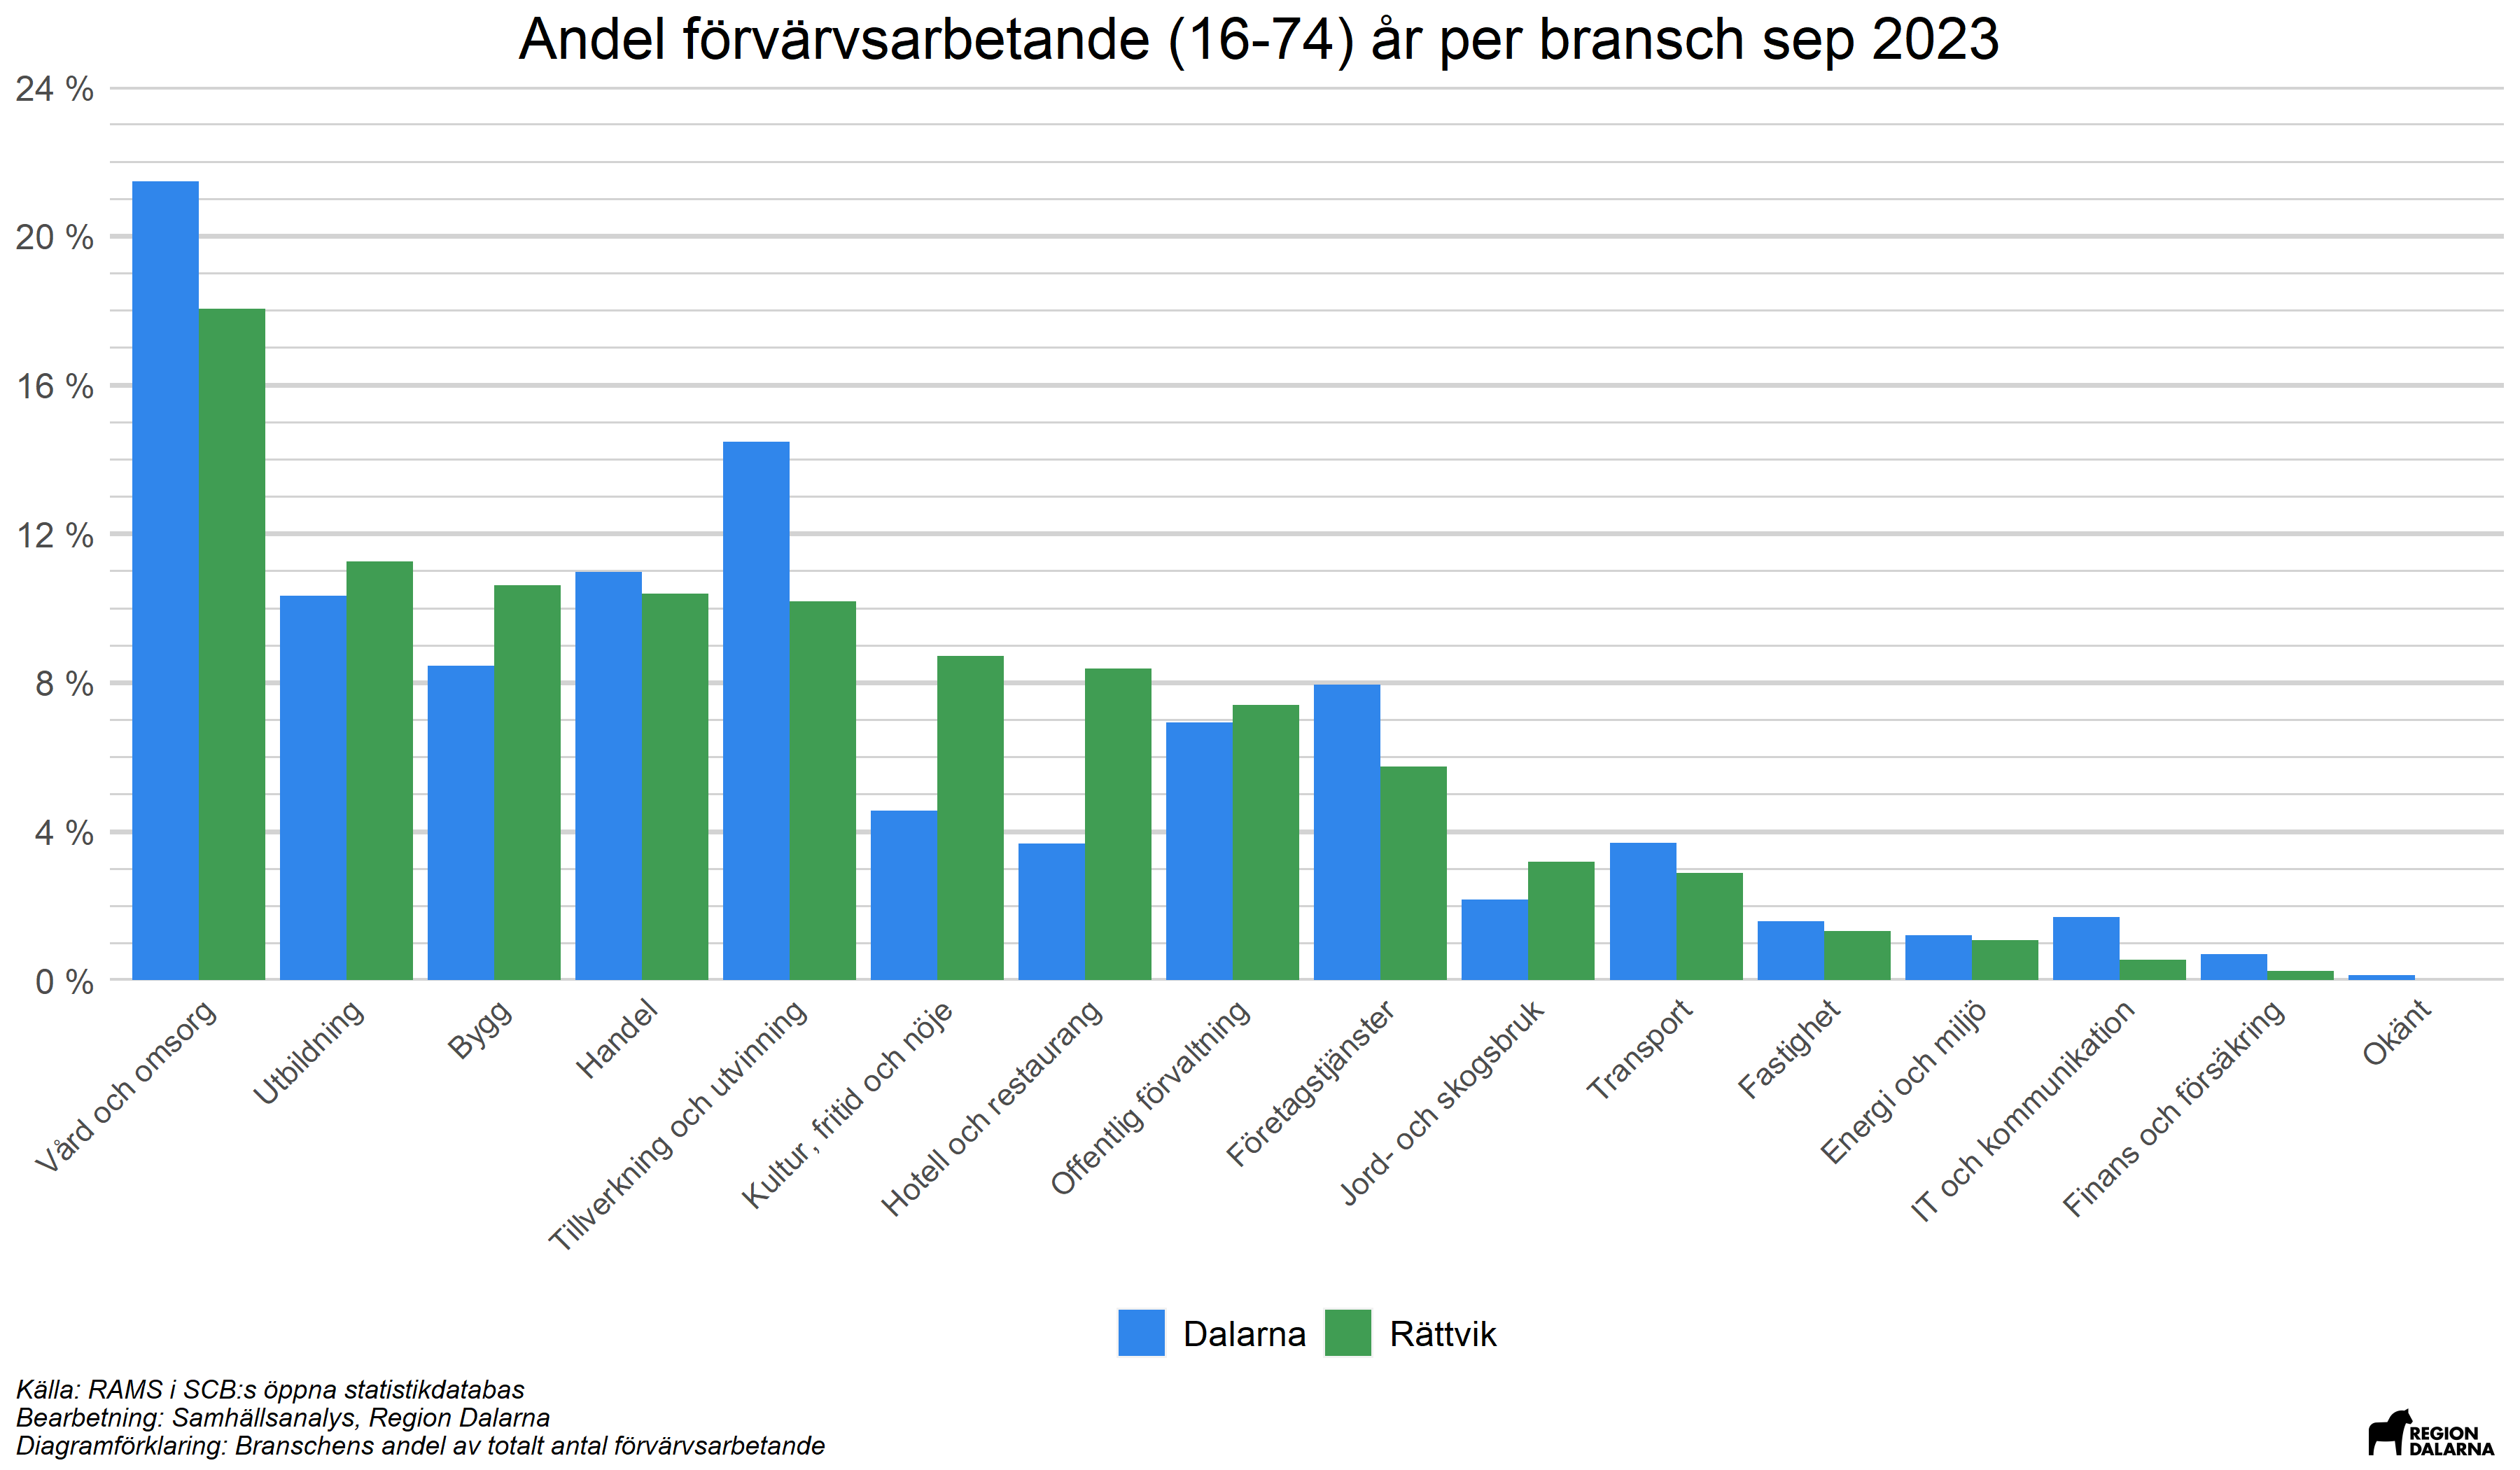 Andel förvärvsarbetande (16-74) år per bransch sep 2023
24 %
20 %
16 %
12 %
8 %
4 %
0 %
Vård och omsorg
Utbildning
Bygg
Handel
Tillverkning och utvinning
Kultur, fritid och nöje
Hotell och restaurang
Offentlig förvaltning
Företagstjänster
Jord- och skogsbruk
Transport
Fastighet
Energi och miljö
IT och kommunikation
Finans och försäkring
Okänt
Dalarna
Rättvik
Källa: RAMS i SCB:s öppna statistikdatabas
Bearbetning: Samhällsanalys, Region Dalarna
Diagramförklaring: Branschens andel av totalt antal förvärvsarbetande
REGION
DALARNA